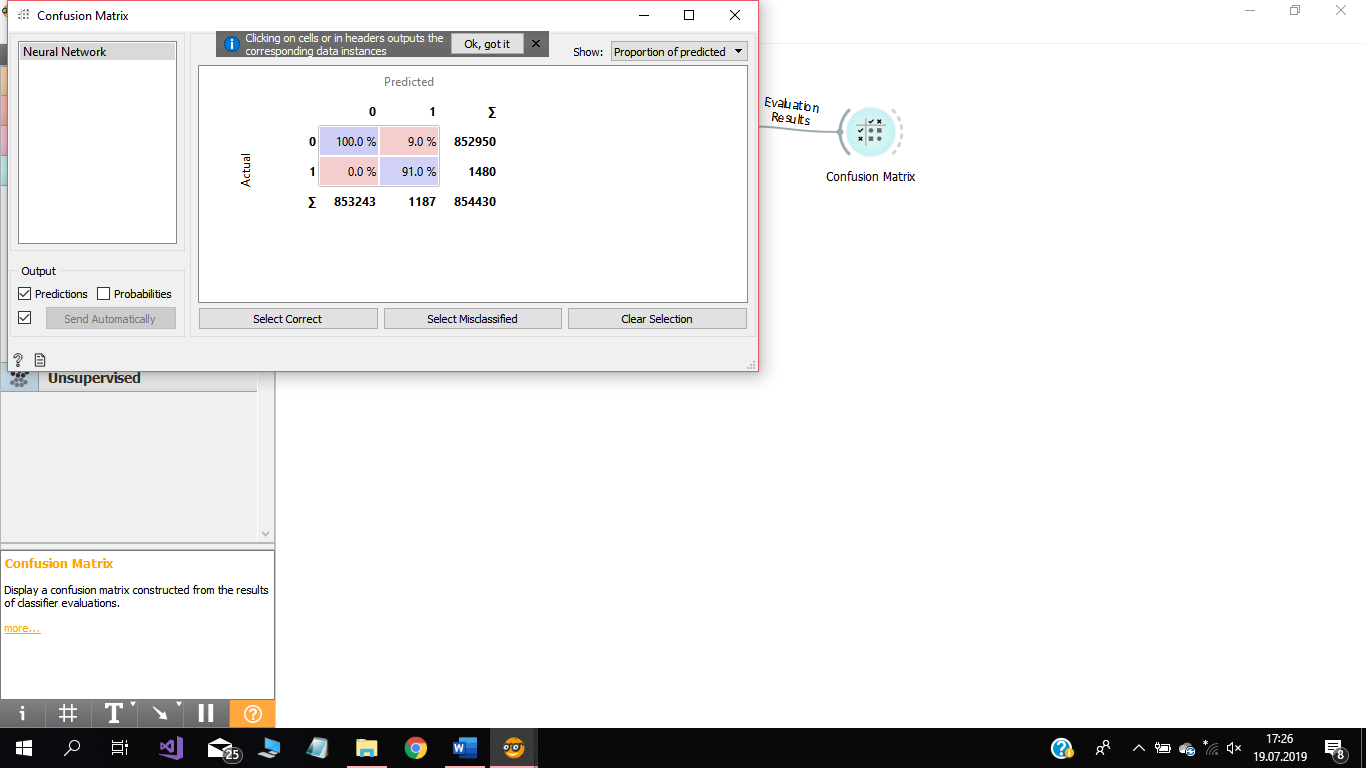 Confusion Matrix
Neural Network
Clicking on cells or in headers outputs the
corresponding data instances
Ok, got it
Show: Proportion of predicted
Predicted
0 1 Σ
Actual
0 100.0 % 9.0 % 852950
1 0.0 % 91.0 % 1480
Σ 853243 1187 854430
Output
Predictions Probabilities
Send Automatically
Select Correct Select Misclassified Clear Selection
?
Evaluation
Results
Confusion Matrix
Unsupervised
Confusion Matrix
Display a confusion matrix constructed from the results
of classifier evaluations.
more...
i # T ?
25
17:26
19.07.2019
8